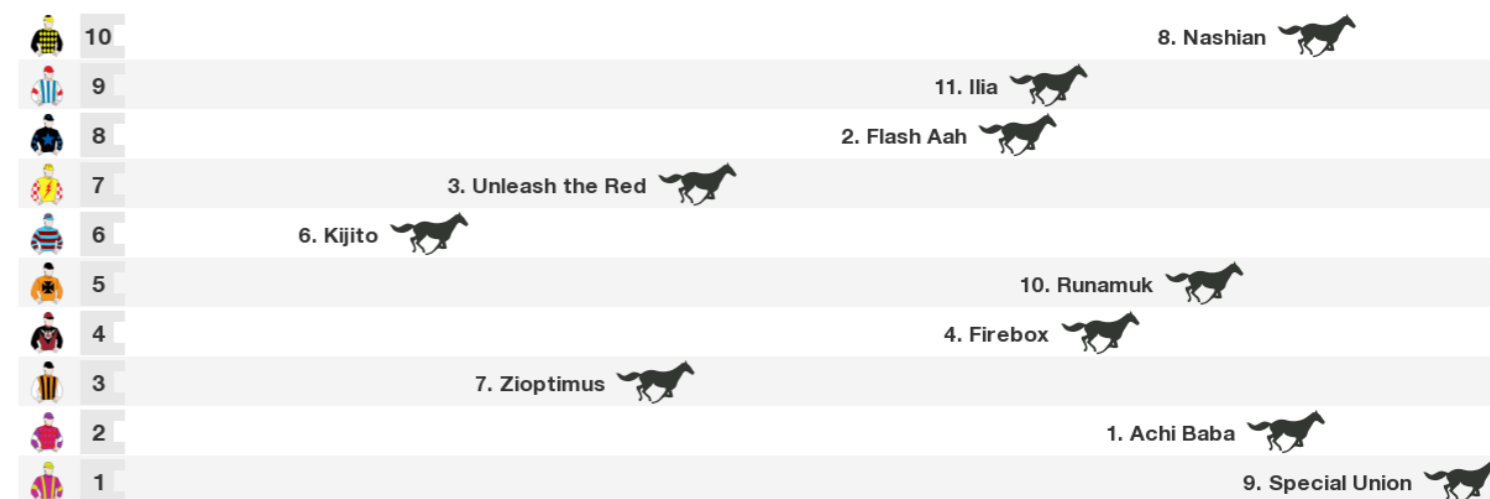 10 8. Nashian
9 11. Ilia
8 2. Flash Aah
7 3. Unleash the Red
6 6. Kijito
5 10. Runamuk
4 4. Firebox
3 7. Zioptimus
2 1. Achi Baba
1 9. Special Union